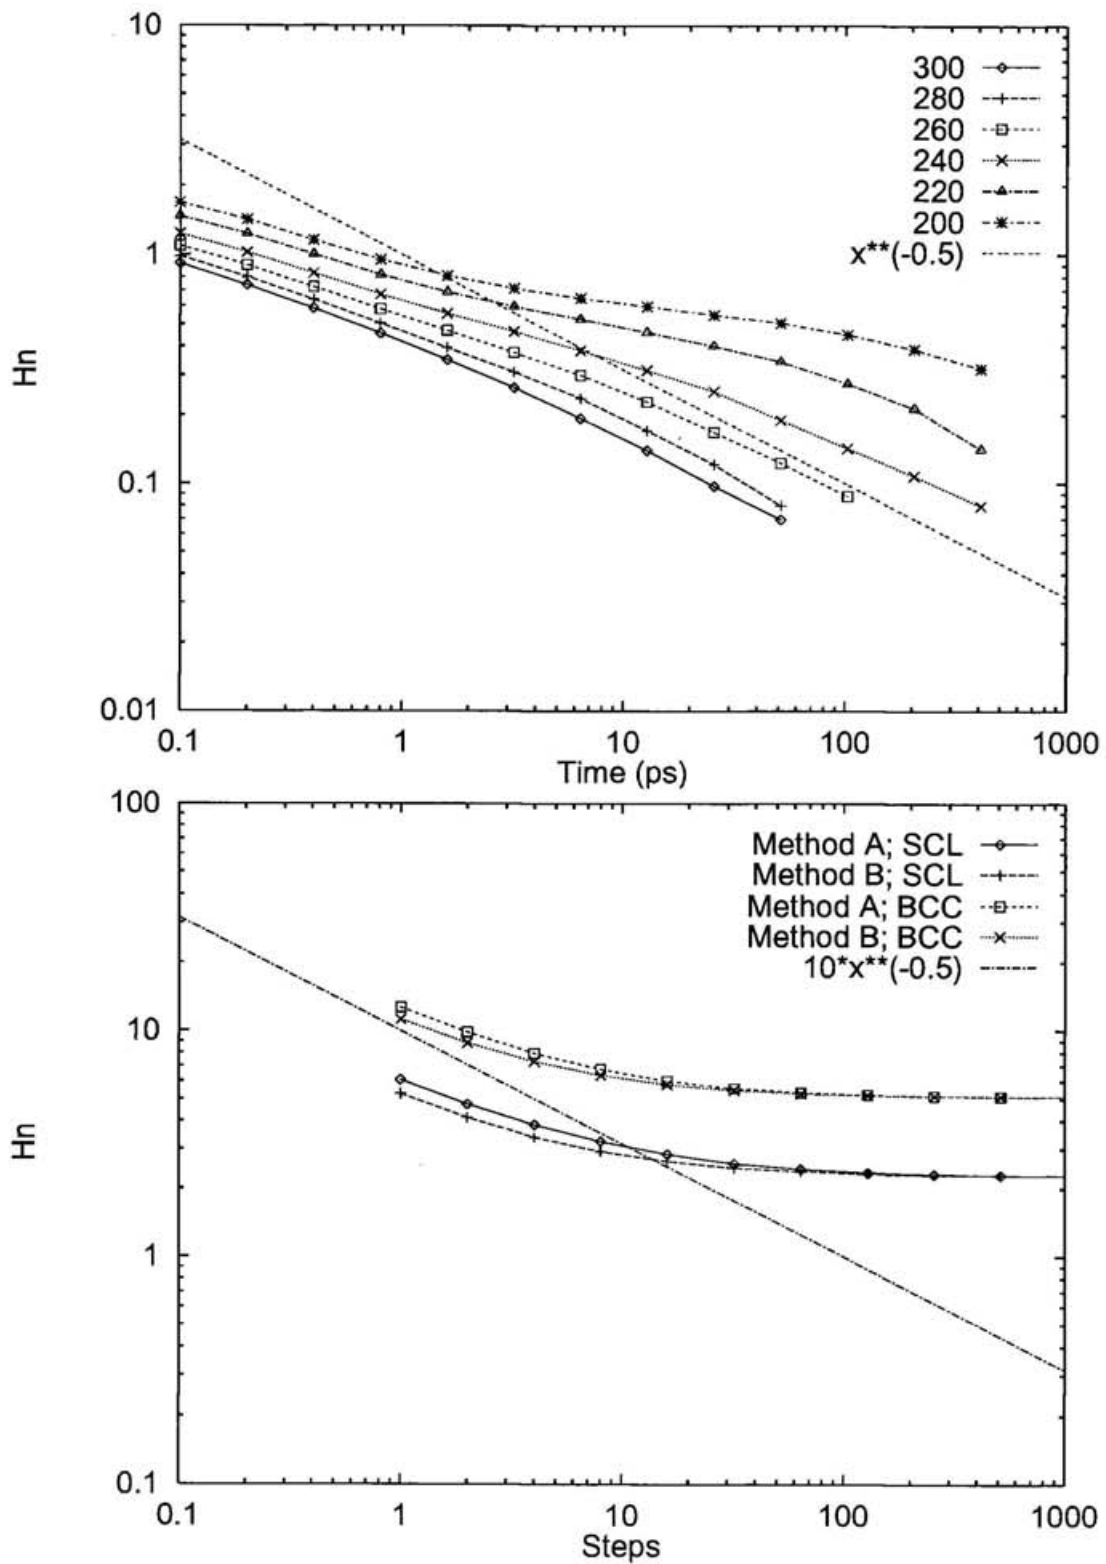 10
1
0.1
0.01
Hn
300
280
260
240
220
200
x**(-0.5)
0.1
1
10
100
1000
Time (ps)
100
10
1
0.1
Hn
Method A; SCL
Method B; SCL
Method A; BCC
Method B; BCC
10*x**(-0.5)
0.1
1
10
100
1000
Steps